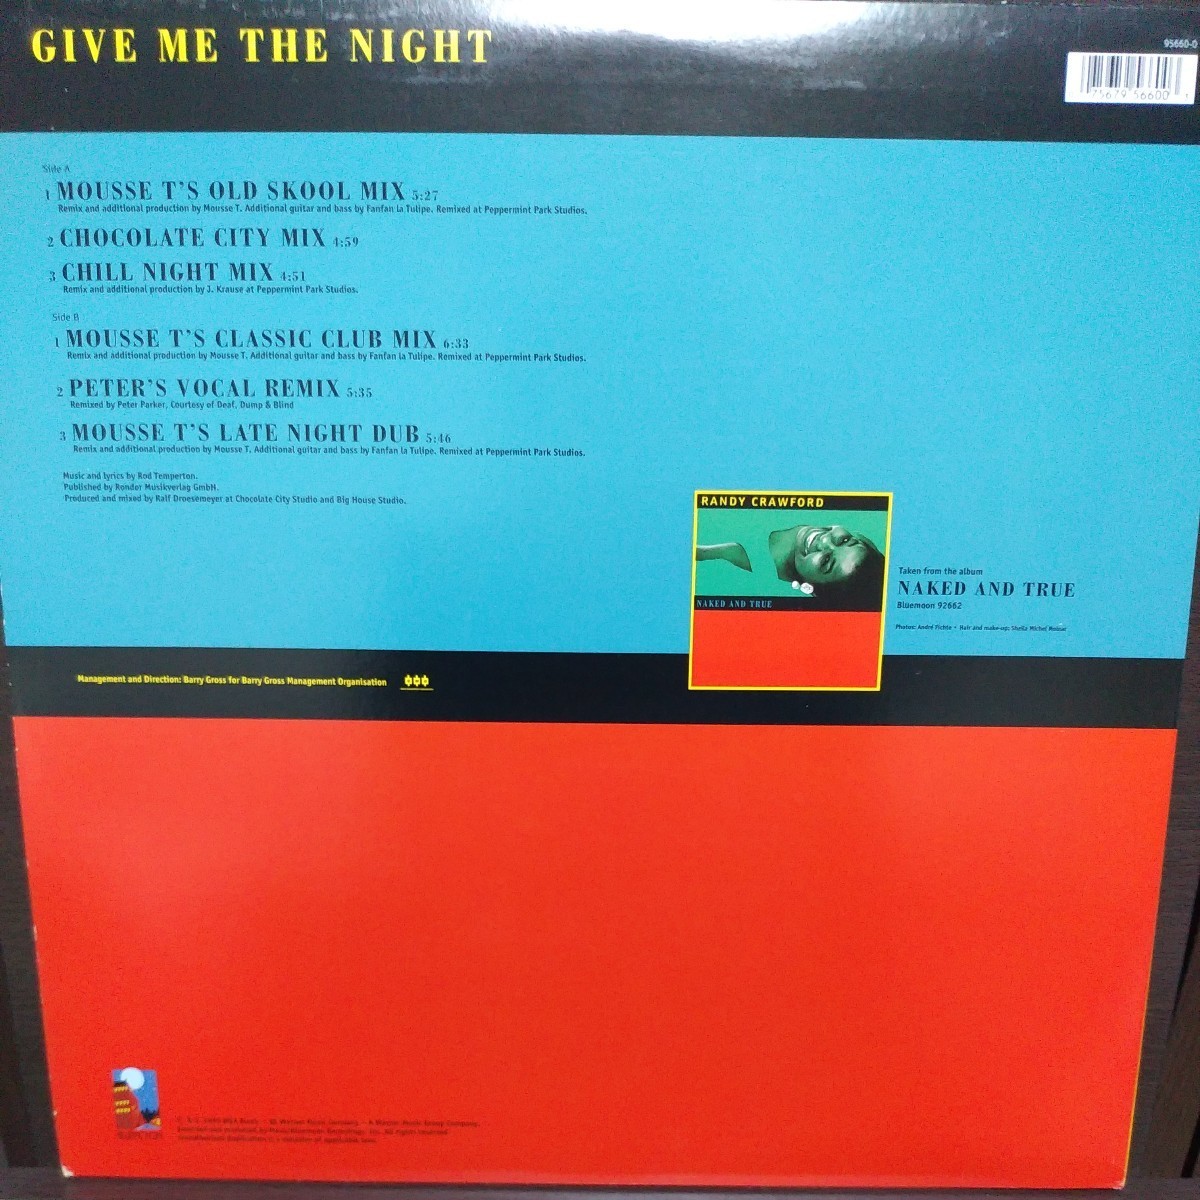 GIVE ME THE NIGHT
95660-0
75679 56600
Side A
1 MOUSSE T'S OLD SKOOL MIX 5:27
Remix and additional production by Mousse T. Additional guitar and bass by Fanfan la Tulipe. Remixed at Peppermint Park Studios.
2 CHOCOLATE CITY MIX 4:59
3 CHILL NIGHT MIX 4:51
Remix and additional production by J. Krause at Peppermint Park Studios.
Side B
1 MOUSSE T'S CLASSIC CLUB MIX 6:33
Remix and additional production by Mousse T. Additional guitar and bass by Fanfan la Tulipe. Remixed at Peppermint Park Studios.
2 PETER'S VOCAL REMIX 5:35
Remixed by Peter Parker, Courtesy of Deaf, Dump & Blind
3 MOUSSE T'S LATE NIGHT DUB 5:46
Remix and additional production by Mousse T. Additional guitar and bass by Fanfan la Tulipe. Remixed at Peppermint Park Studios.
Music and lyrics by Rod Temperton.
Published by Rondor Musikverlag GmbH.
Produced and mixed by Ralf Droesemeyer at Chocolate City Studio and Big House Studio.
RANDY CRAWFORD
NAKED AND TRUE
Taken from the album
NAKED AND TRUE
Bluemoon 92662
Photos: André Fichte • Hair and make-up: Sheila Michel
Management and Direction: Barry Gross for Barry Gross Management Organisation